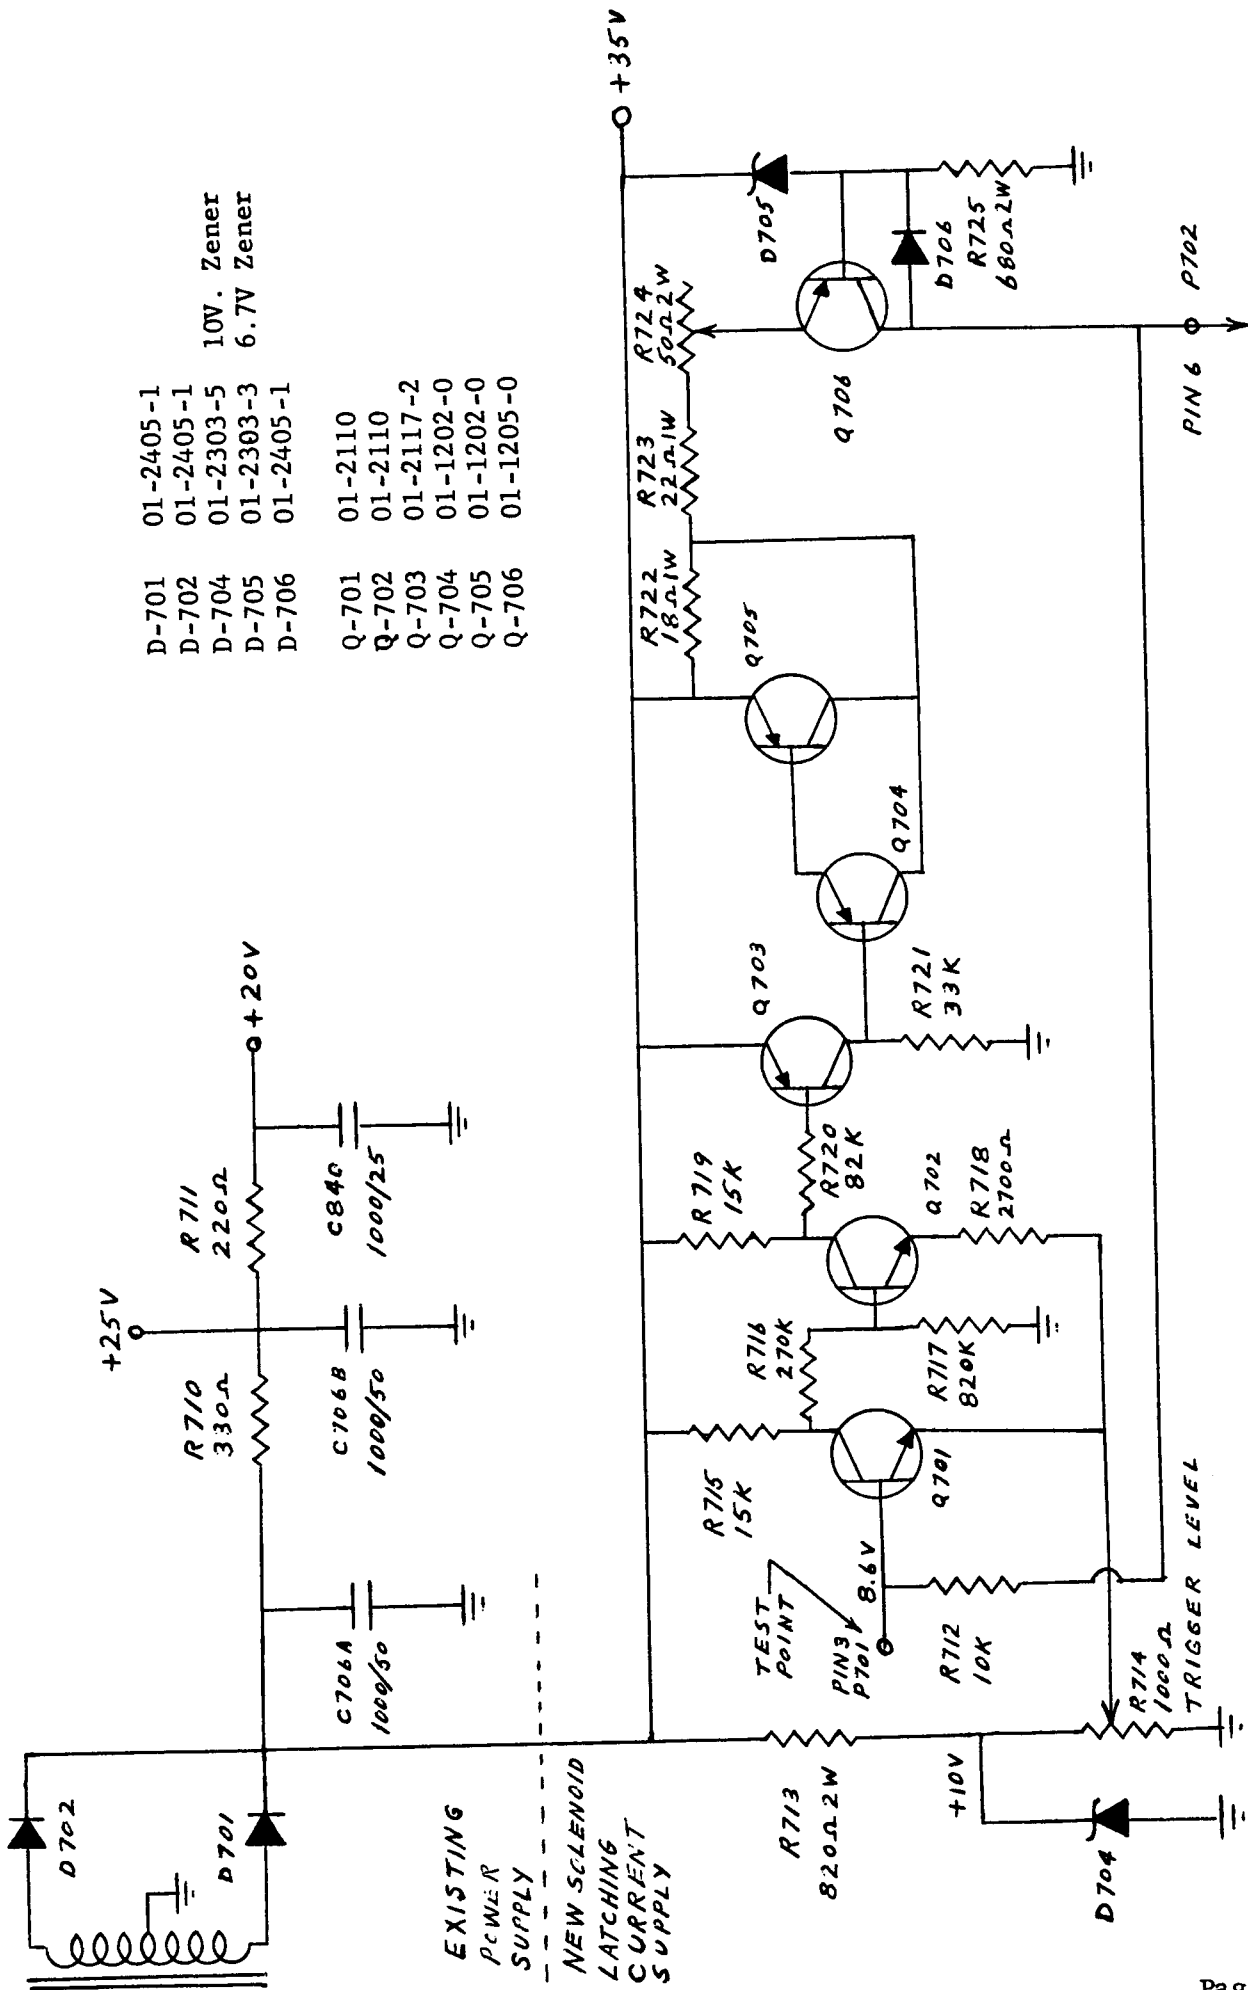 D-701 01-2405-1
D-702 01-2405-1
D-704 01-2303-5 10V. Zener
D-705 01-2303-3 6.7V Zener
D-706 01-2405-1
Q-701 01-2110
Q-702 01-2110
Q-703 01-2117-2
Q-704 01-1202-0
Q-705 01-1202-0
Q-706 01-1205-0
D702
D701
+25V
R710
330Ω
R711
220Ω
+20V
C706A
1000/50
C706B
1000/50
C840
1000/25
EXISTING
POWER
SUPPLY
NEW SOLENOID
LATCHING
CURRENT
SUPPLY
+35V
R715
15K
R719
15K
R716
270K
R720
82K
Q703
Q705
R722
18Ω1W
R723
22Ω1W
R724
50Ω2W
D705
TEST
POINT
PIN3
P701
8.6V
R712
10K
Q701
R717
820K
Q702
R718
2700Ω
R721
33K
Q704
Q706
D706
R725
680Ω2W
R713
820Ω2W
+10V
D704
R714
1000Ω
TRIGGER LEVEL
PIN 6
P702
Pag